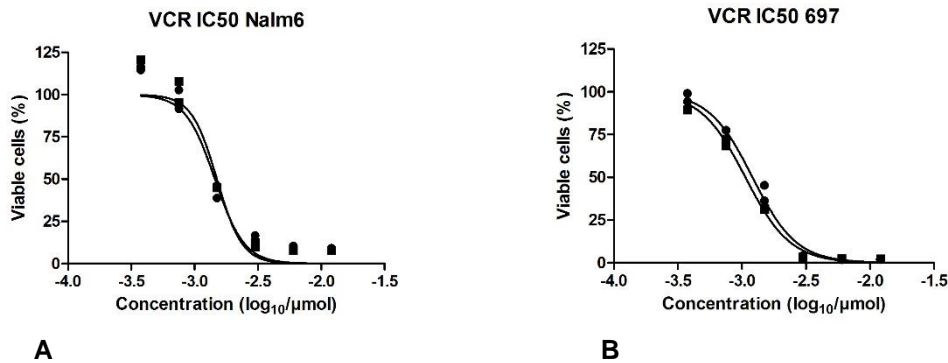 VCR IC50 Nalm6
125
100
75
50
25
0
Viable cells (%)
-4.0 -3.5 -3.0 -2.5 -2.0 -1.5
Concentration (log10/μmol)
A
VCR IC50 697
125
100
75
50
25
0
Viable cells (%)
-4.0 -3.5 -3.0 -2.5 -2.0 -1.5
Concentration (log10/μmol)
B